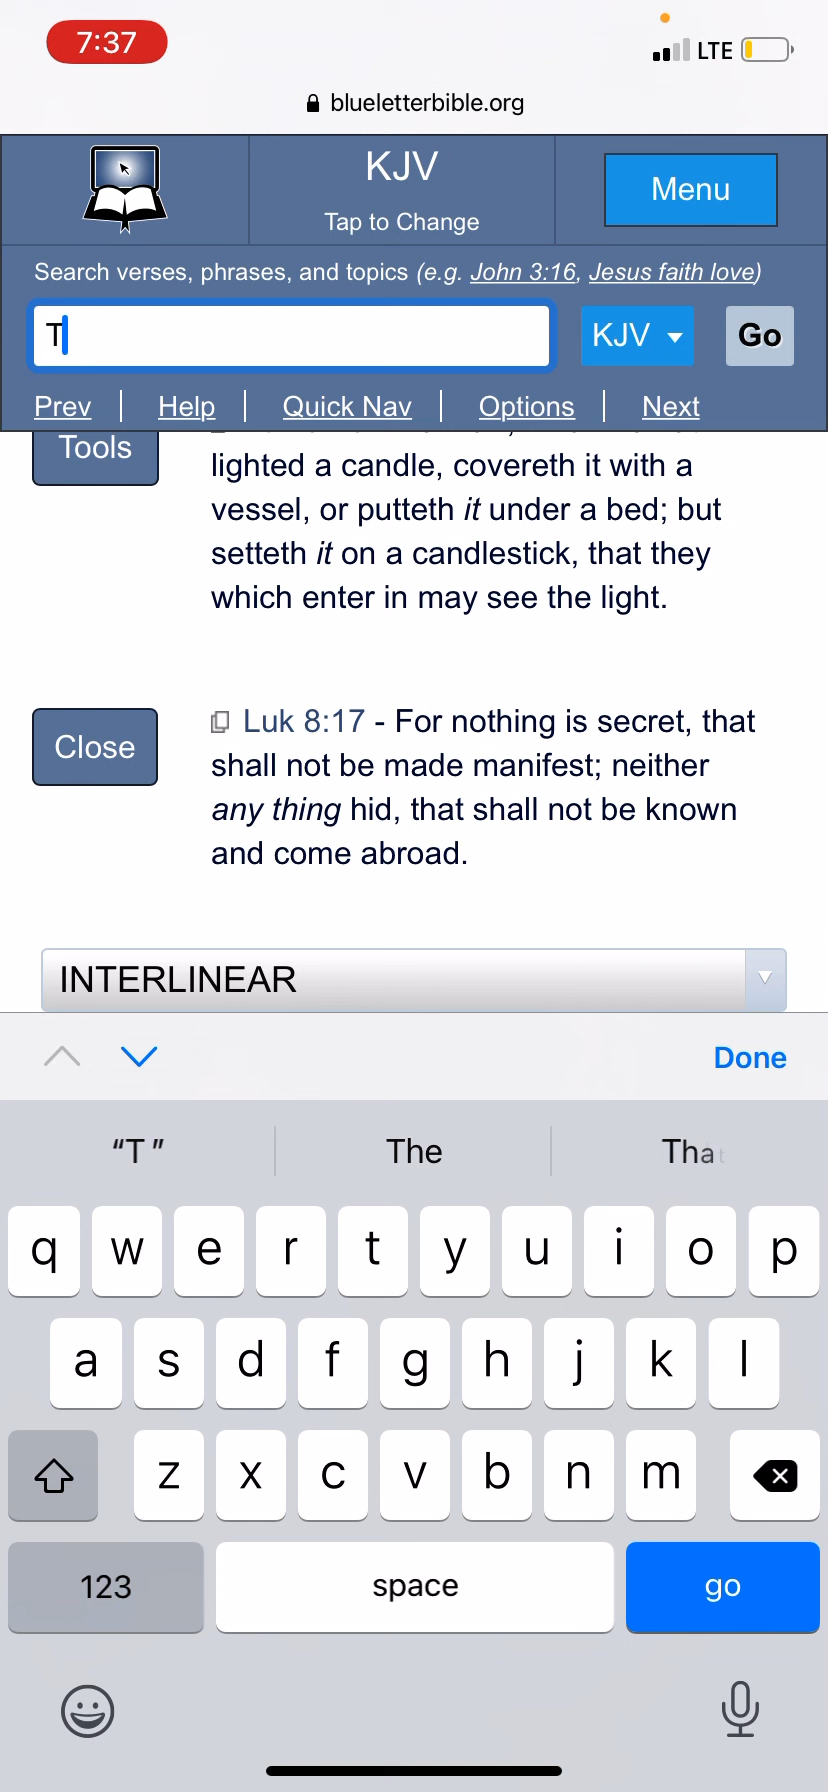 7:37
LTE
blueletterbible.org
KJV
Tap to Change
Menu
Search verses, phrases, and topics (e.g. John 3:16, Jesus faith love)
T
KJV
Go
Prev | Help | Quick Nav | Options | Next
Tools
lighted a candle, covereth it with a
vessel, or putteth it under a bed; but
setteth it on a candlestick, that they
which enter in may see the light.
Close
Luk 8:17 - For nothing is secret, that
shall not be made manifest; neither
any thing hid, that shall not be known
and come abroad.
INTERLINEAR
Done
“T ” The That
q w e r t y u i o p
a s d f g h j k l
z x c v b n m
123 space go